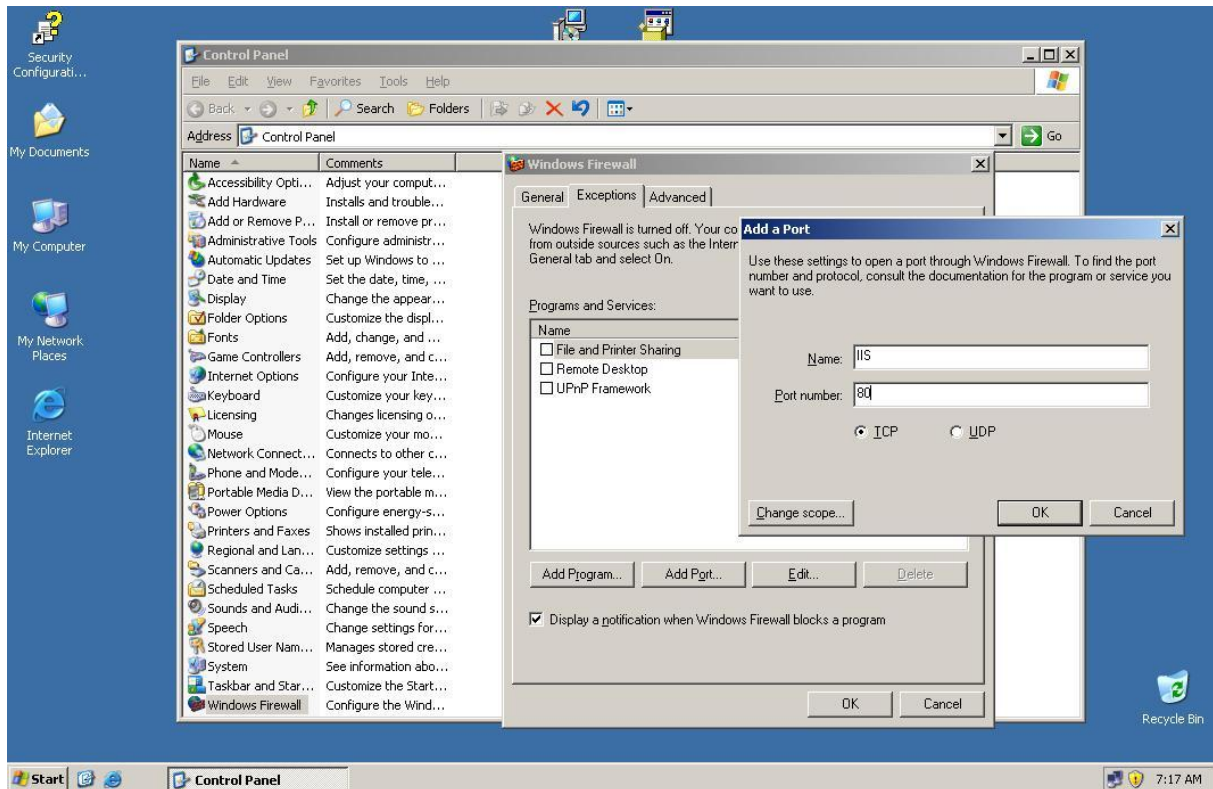 Security
Configurati...
My Documents
My Computer
My Network
Places
Internet
Explorer
Control Panel
File Edit View Favorites Tools Help
Back Search Folders
Address Control Panel Go
Name Comments
Accessibility Opti... Adjust your comput...
Add Hardware Installs and trouble...
Add or Remove P... Install or remove pr...
Administrative Tools Configure administr...
Automatic Updates Set up Windows to ...
Date and Time Set the date, time, ...
Display Change the appear...
Folder Options Customize the displ...
Fonts Add, change, and ...
Game Controllers Add, remove, and c...
Internet Options Configure your Inte...
Keyboard Customize your key...
Licensing Changes licensing o...
Mouse Customize your mo...
Network Connect... Connects to other c...
Phone and Mode... Configure your tele...
Portable Media D... View the portable m...
Power Options Configure energy-s...
Printers and Faxes Shows installed prin...
Regional and Lan... Customize settings ...
Scanners and Ca... Add, remove, and c...
Scheduled Tasks Schedule computer ...
Sounds and Audi... Change the sound s...
Speech Change settings for...
Stored User Nam... Manages stored cre...
System See information abo...
Taskbar and Star... Customize the Start...
Windows Firewall Configure the Wind...
Windows Firewall
General Exceptions Advanced
Windows Firewall is turned off. Your co
from outside sources such as the Inter
General tab and select On.
Programs and Services:
Name
File and Printer Sharing
Remote Desktop
UPnP Framework
Add Program... Add Port... Edit... Delete
Display a notification when Windows Firewall blocks a program
OK Cancel
Add a Port
Use these settings to open a port through Windows Firewall. To find the port
number and protocol, consult the documentation for the program or service you
want to use.
Name: IIS
Port number: 80
TCP UDP
Change scope... OK Cancel
Recycle Bin
Start Control Panel 7:17 AM